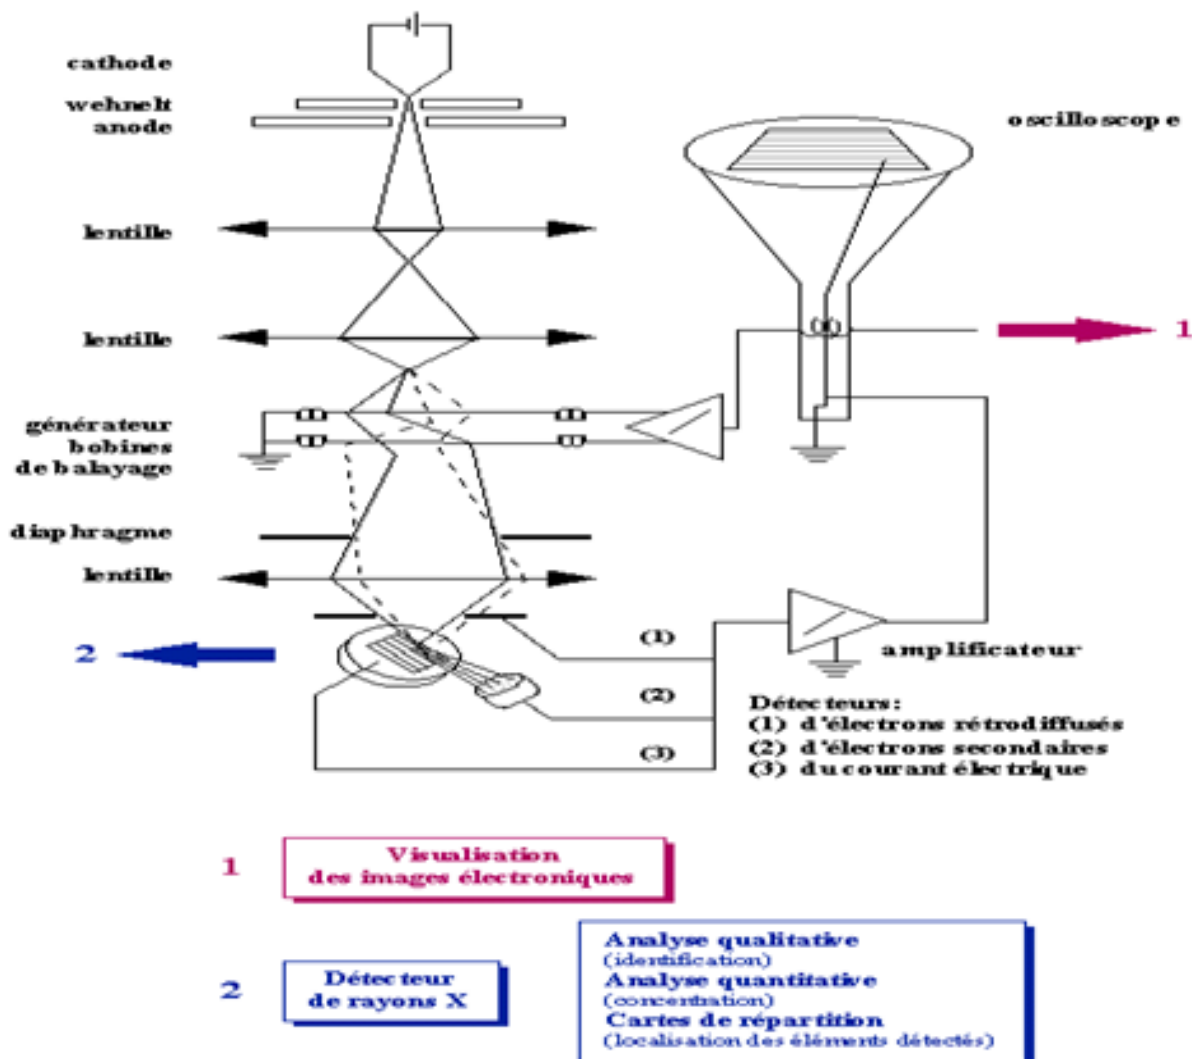 cathode
wehnelt
anode
oscilloscope
lentille
lentille
1
générateur
bobines
de balayage
diaphragme
lentille
2
(1)
amplificateur
(2)
Détecteurs:
(1) d'électrons rétrodiffusés
(2) d'électrons secondaires
(3)
(3) du courant électrique
1
Visualisation
des images électroniques
2
Détecteur
de rayons X
Analyse qualitative
(identification)
Analyse quantitative
(concentration)
Cartes de répartition
(localisation des éléments détectés)